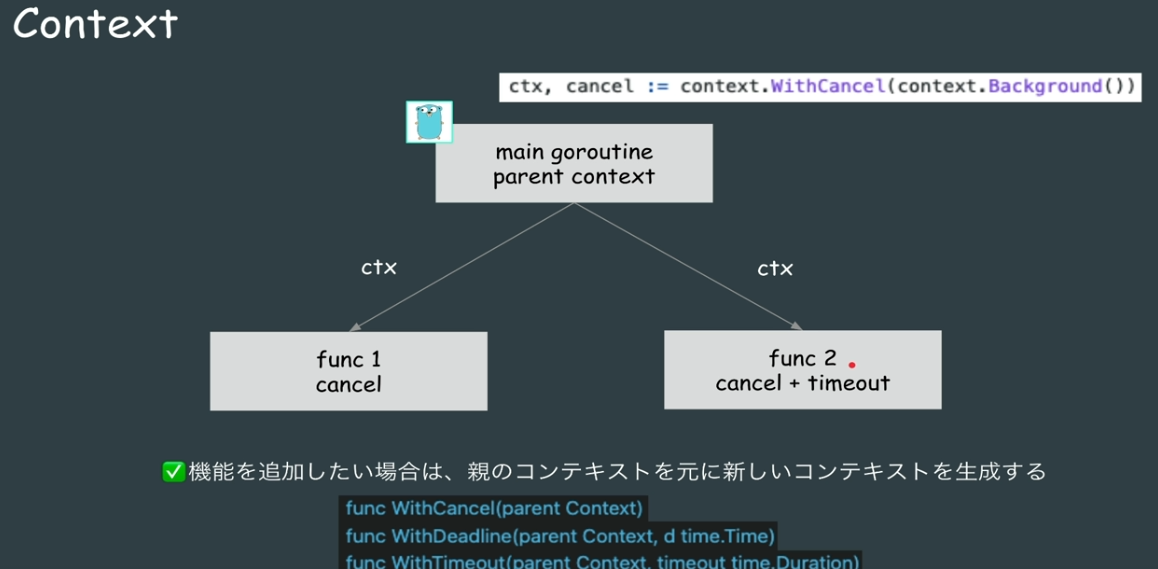 Context
ctx, cancel := context.WithCancel(context.Background())
main goroutine
parent context
ctx
ctx
func 1
cancel
func 2
cancel + timeout
✅機能を追加したい場合は、親のコンテキストを元に新しいコンテキストを生成する
func WithCancel(parent Context)
func WithDeadline(parent Context, d time.Time)
func WithTimeout(parent Context, timeout time.Duration)